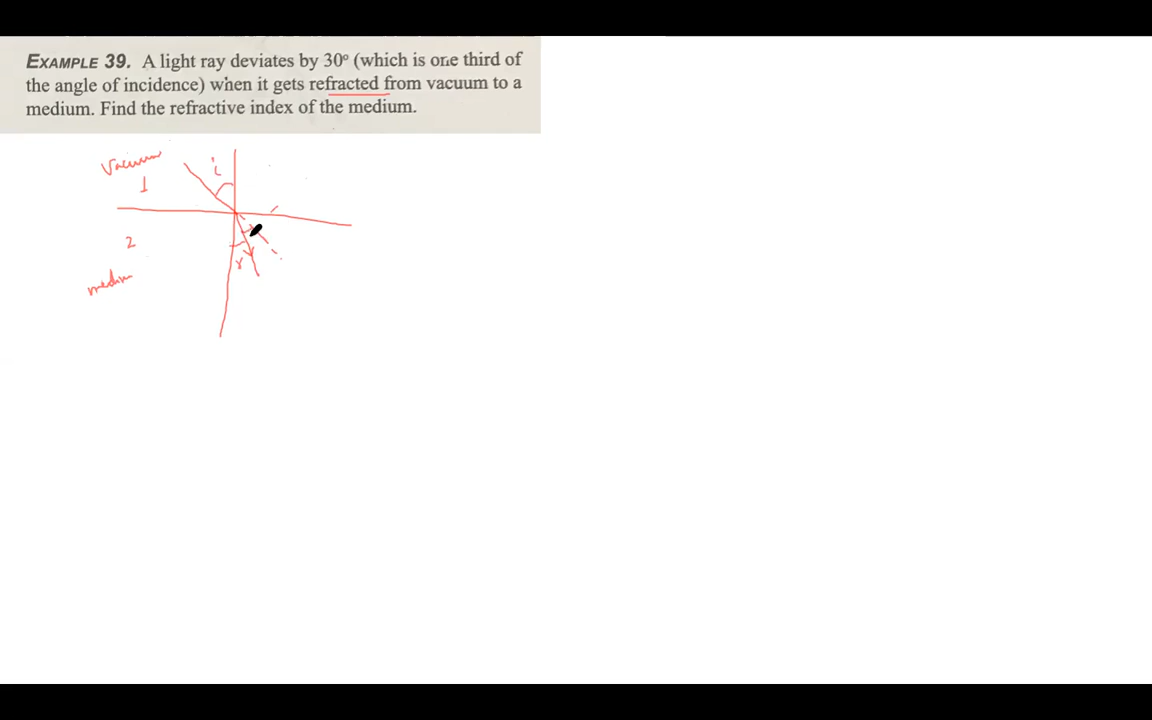 EXAMPLE 39. A light ray deviates by 30° (which is one third of
the angle of incidence) when it gets refracted from vacuum to a
medium. Find the refractive index of the medium.
Vacuum
i
1
2
r
medium